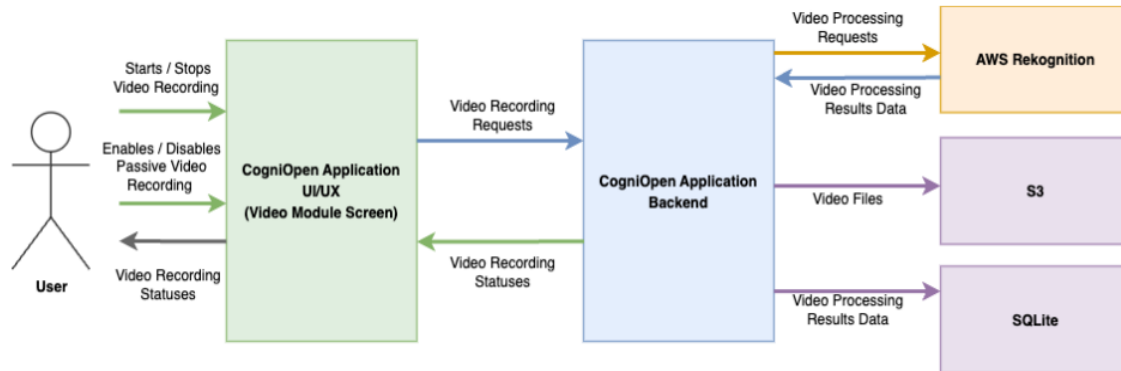 Starts / Stops
Video Recording
Enables / Disables
Passive Video
Recording
Video Recording
Statuses
User
CogniOpen Application
UI/UX
(Video Module Screen)
Video Recording
Requests
Video Recording
Statuses
CogniOpen Application
Backend
Video Processing
Requests
Video Processing
Results Data
Video Files
Video Processing
Results Data
AWS Rekognition
S3
SQLite